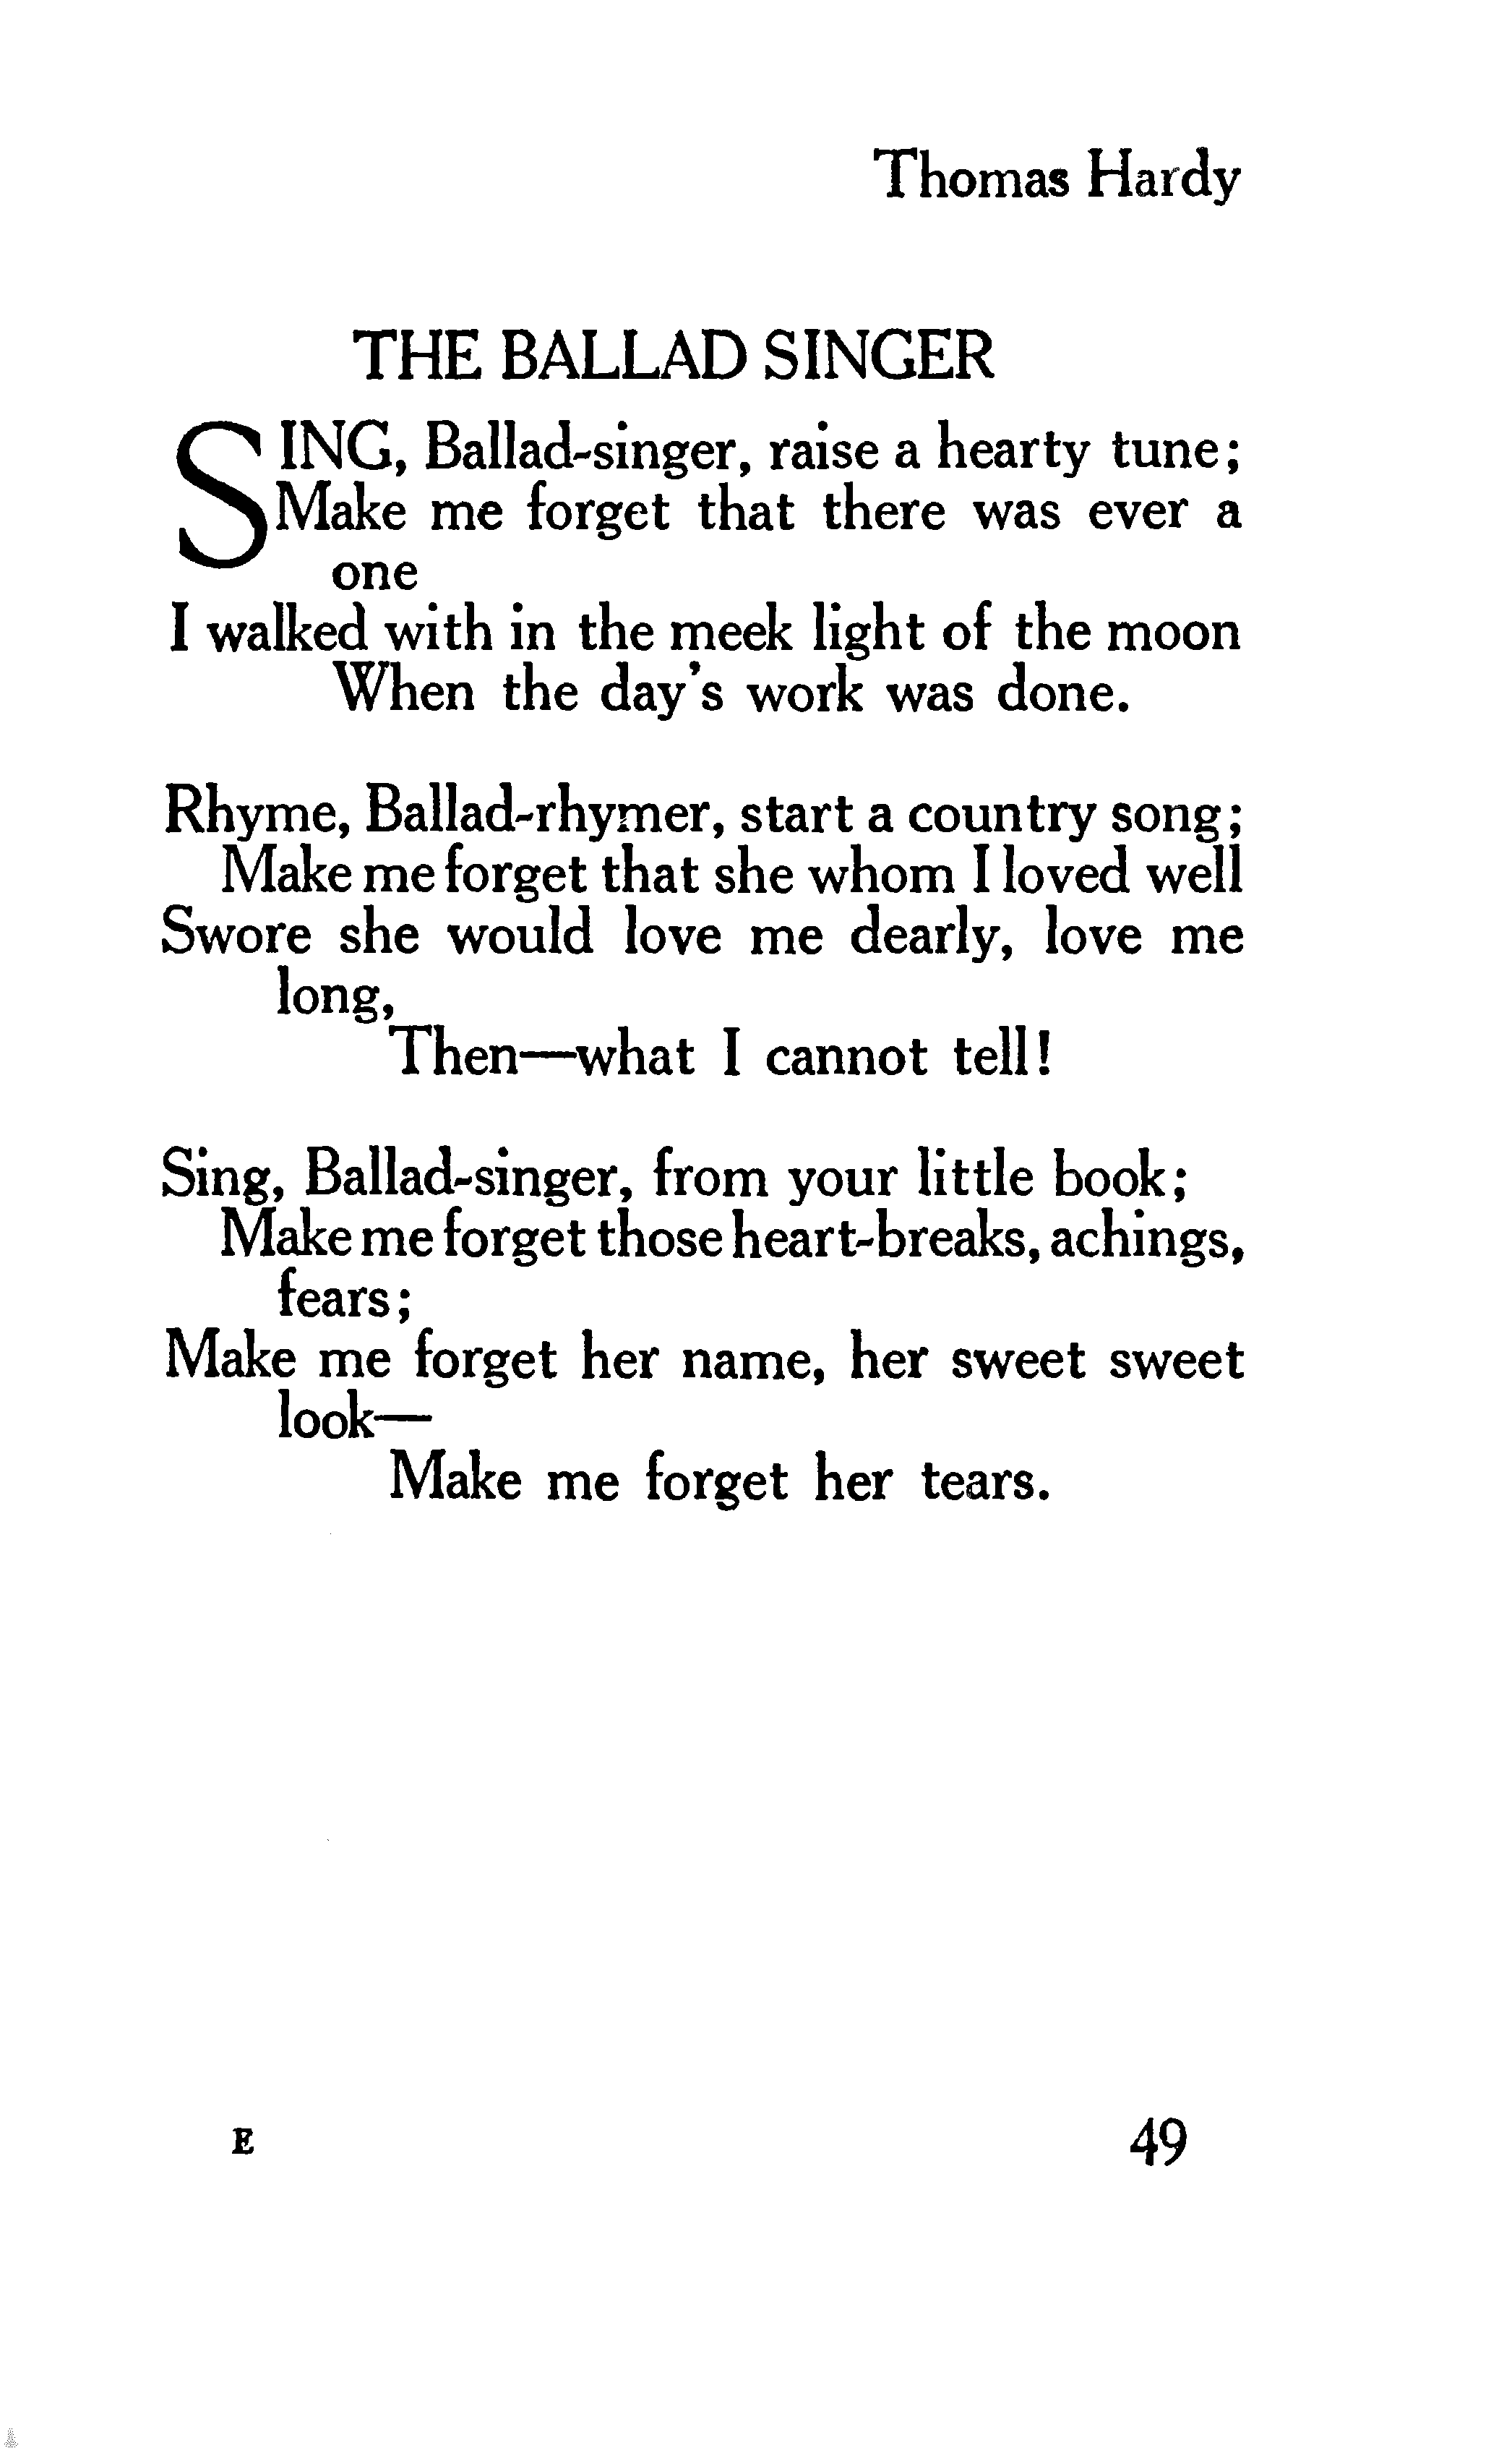 Thomas Hardy
THE BALLAD SINGER
SING, Ballad-singer, raise a hearty tune;
Make me forget that there was ever a
one
I walked with in the meek light of the moon
When the day's work was done.
Rhyme, Ballad-rhymer, start a country song;
Make me forget that she whom I loved well
Swore she would love me dearly, love me
long,
Then—what I cannot tell!
Sing, Ballad-singer, from your little book;
Make me forget those heart-breaks, achings,
fears;
Make me forget her name, her sweet sweet
look—
Make me forget her tears.
E 49